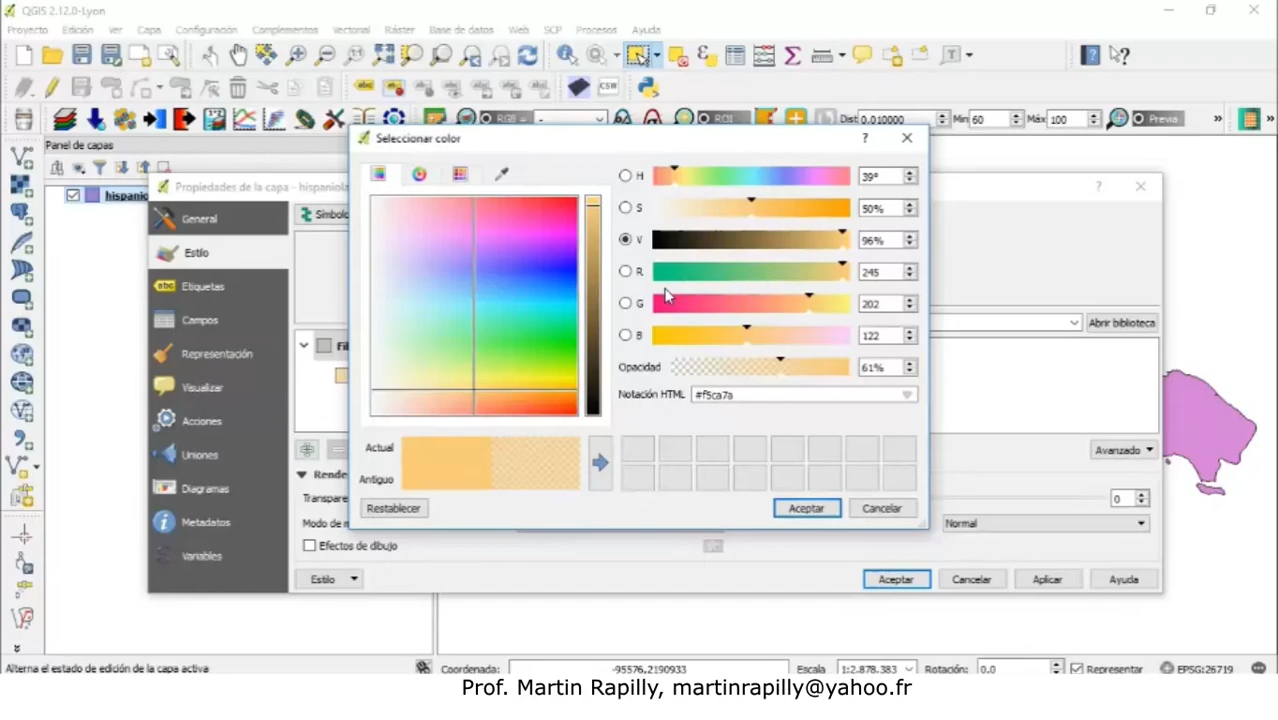 QGIS 2.12.0-Lyon
Proyecto Edición Ver Capa Configuración Complementos Vectorial Ráster Base de datos Web SCP Procesos Ayuda
RGB = - ROI Dist 0.010000 Min 60 Máx 100 Previa
Panel de capas
Seleccionar color
Propiedades de la capa - hispaniola
hispanio
General
Estilo
Etiquetas
Campos
Representación
Visualizar
Acciones
Uniones
Diagramas
Metadatos
Variables
H 39°
S 50%
V 96%
R 245
G 202
B 122
Opacidad 61%
Notación HTML #f5ca7a
Actual
Antiguo
Restablecer Aceptar Cancelar
Abrir biblioteca
Avanzado
0
Normal
Efectos de dibujo
Estilo Aceptar Cancelar Aplicar Ayuda
Alterna el estado de edición de la capa activa Coordenada: -95576,2190933 Escala 1:2.878.383 Rotación: 0,0 Representar EPSG:26719
Prof. Martin Rapilly, martinrapilly@yahoo.fr